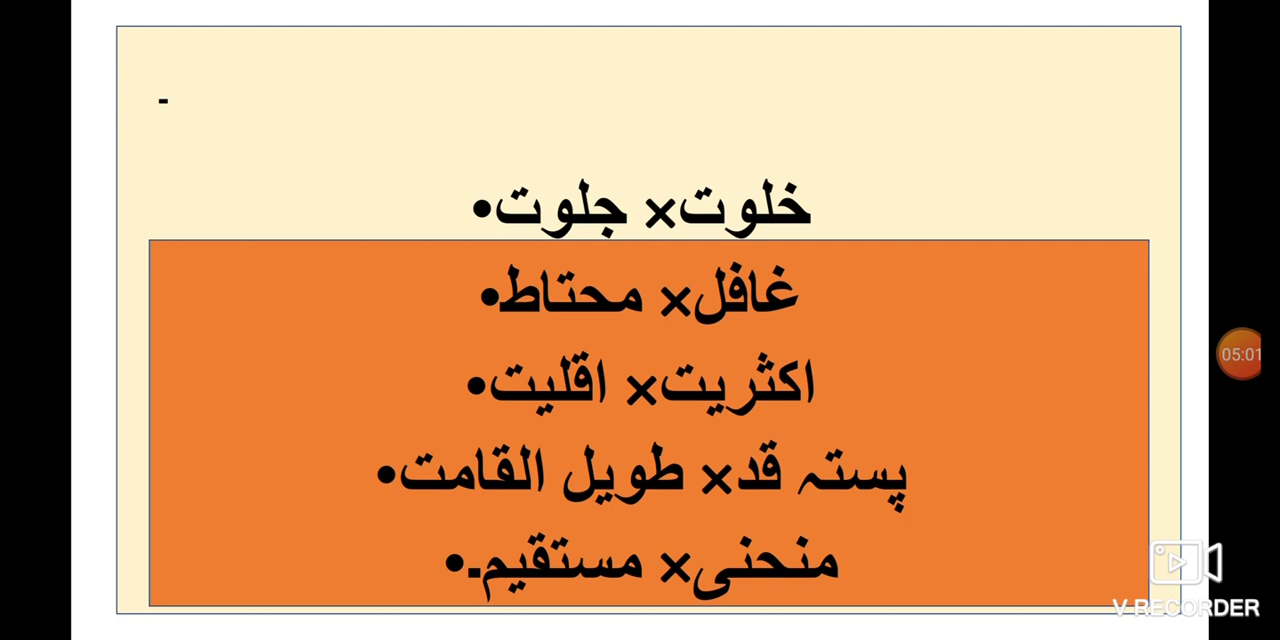 -
خلوت× جلوت•
غافل× محتاط•
اکثریت× اقلیت•
پستہ قد× طویل القامت•
منحنی× مستقیم۔•
05:01
V RECORDER